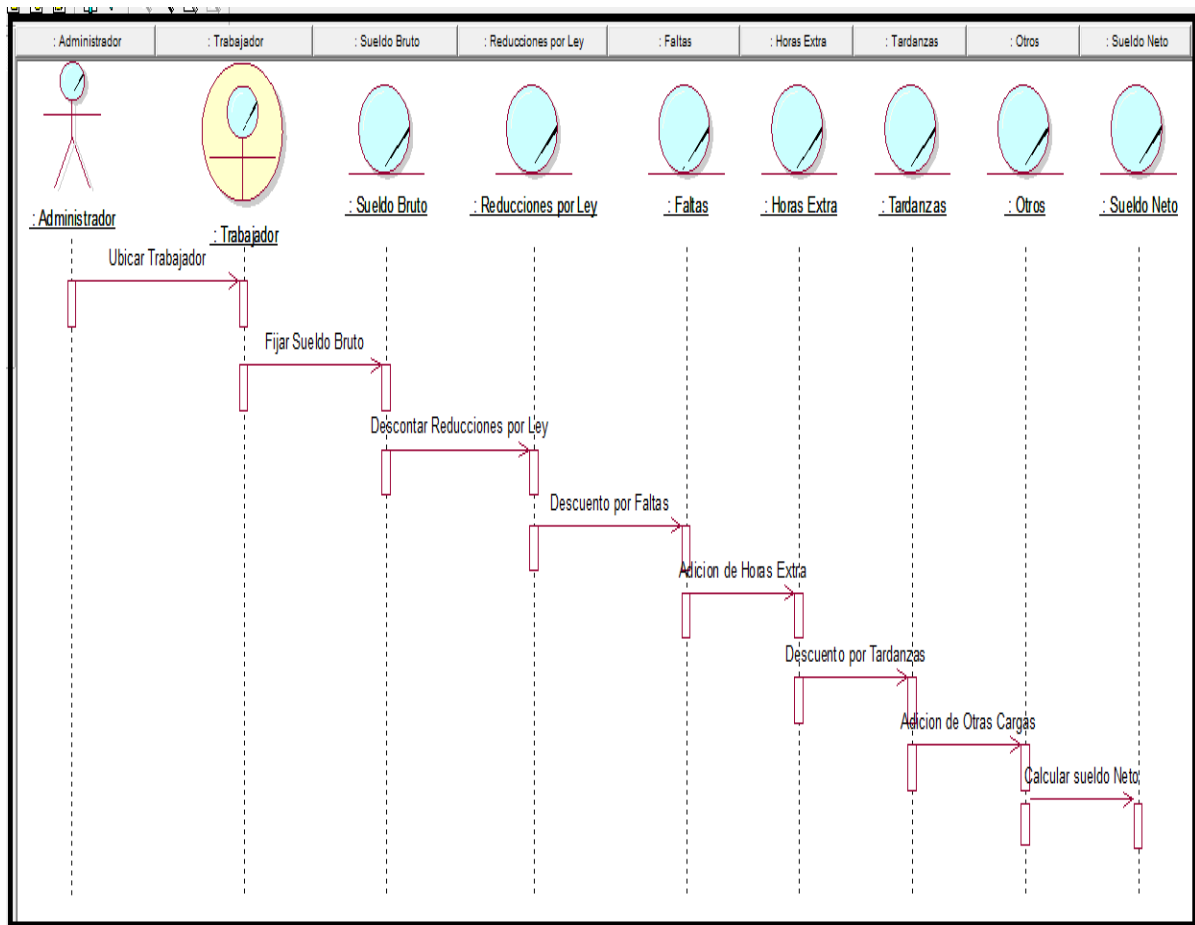 : Administrador
: Trabajador
: Sueldo Bruto
: Reducciones por Ley
: Faltas
: Horas Extra
: Tardanzas
: Otros
: Sueldo Neto
: Administrador
: Trabajador
: Sueldo Bruto
: Reducciones por Ley
: Faltas
: Horas Extra
: Tardanzas
: Otros
: Sueldo Neto
Ubicar Trabajador
Fijar Sueldo Bruto
Descontar Reducciones por Ley
Descuento por Faltas
Adicion de Horas Extra
Descuento por Tardanzas
Adicion de Otras Cargas
Calcular sueldo Neto